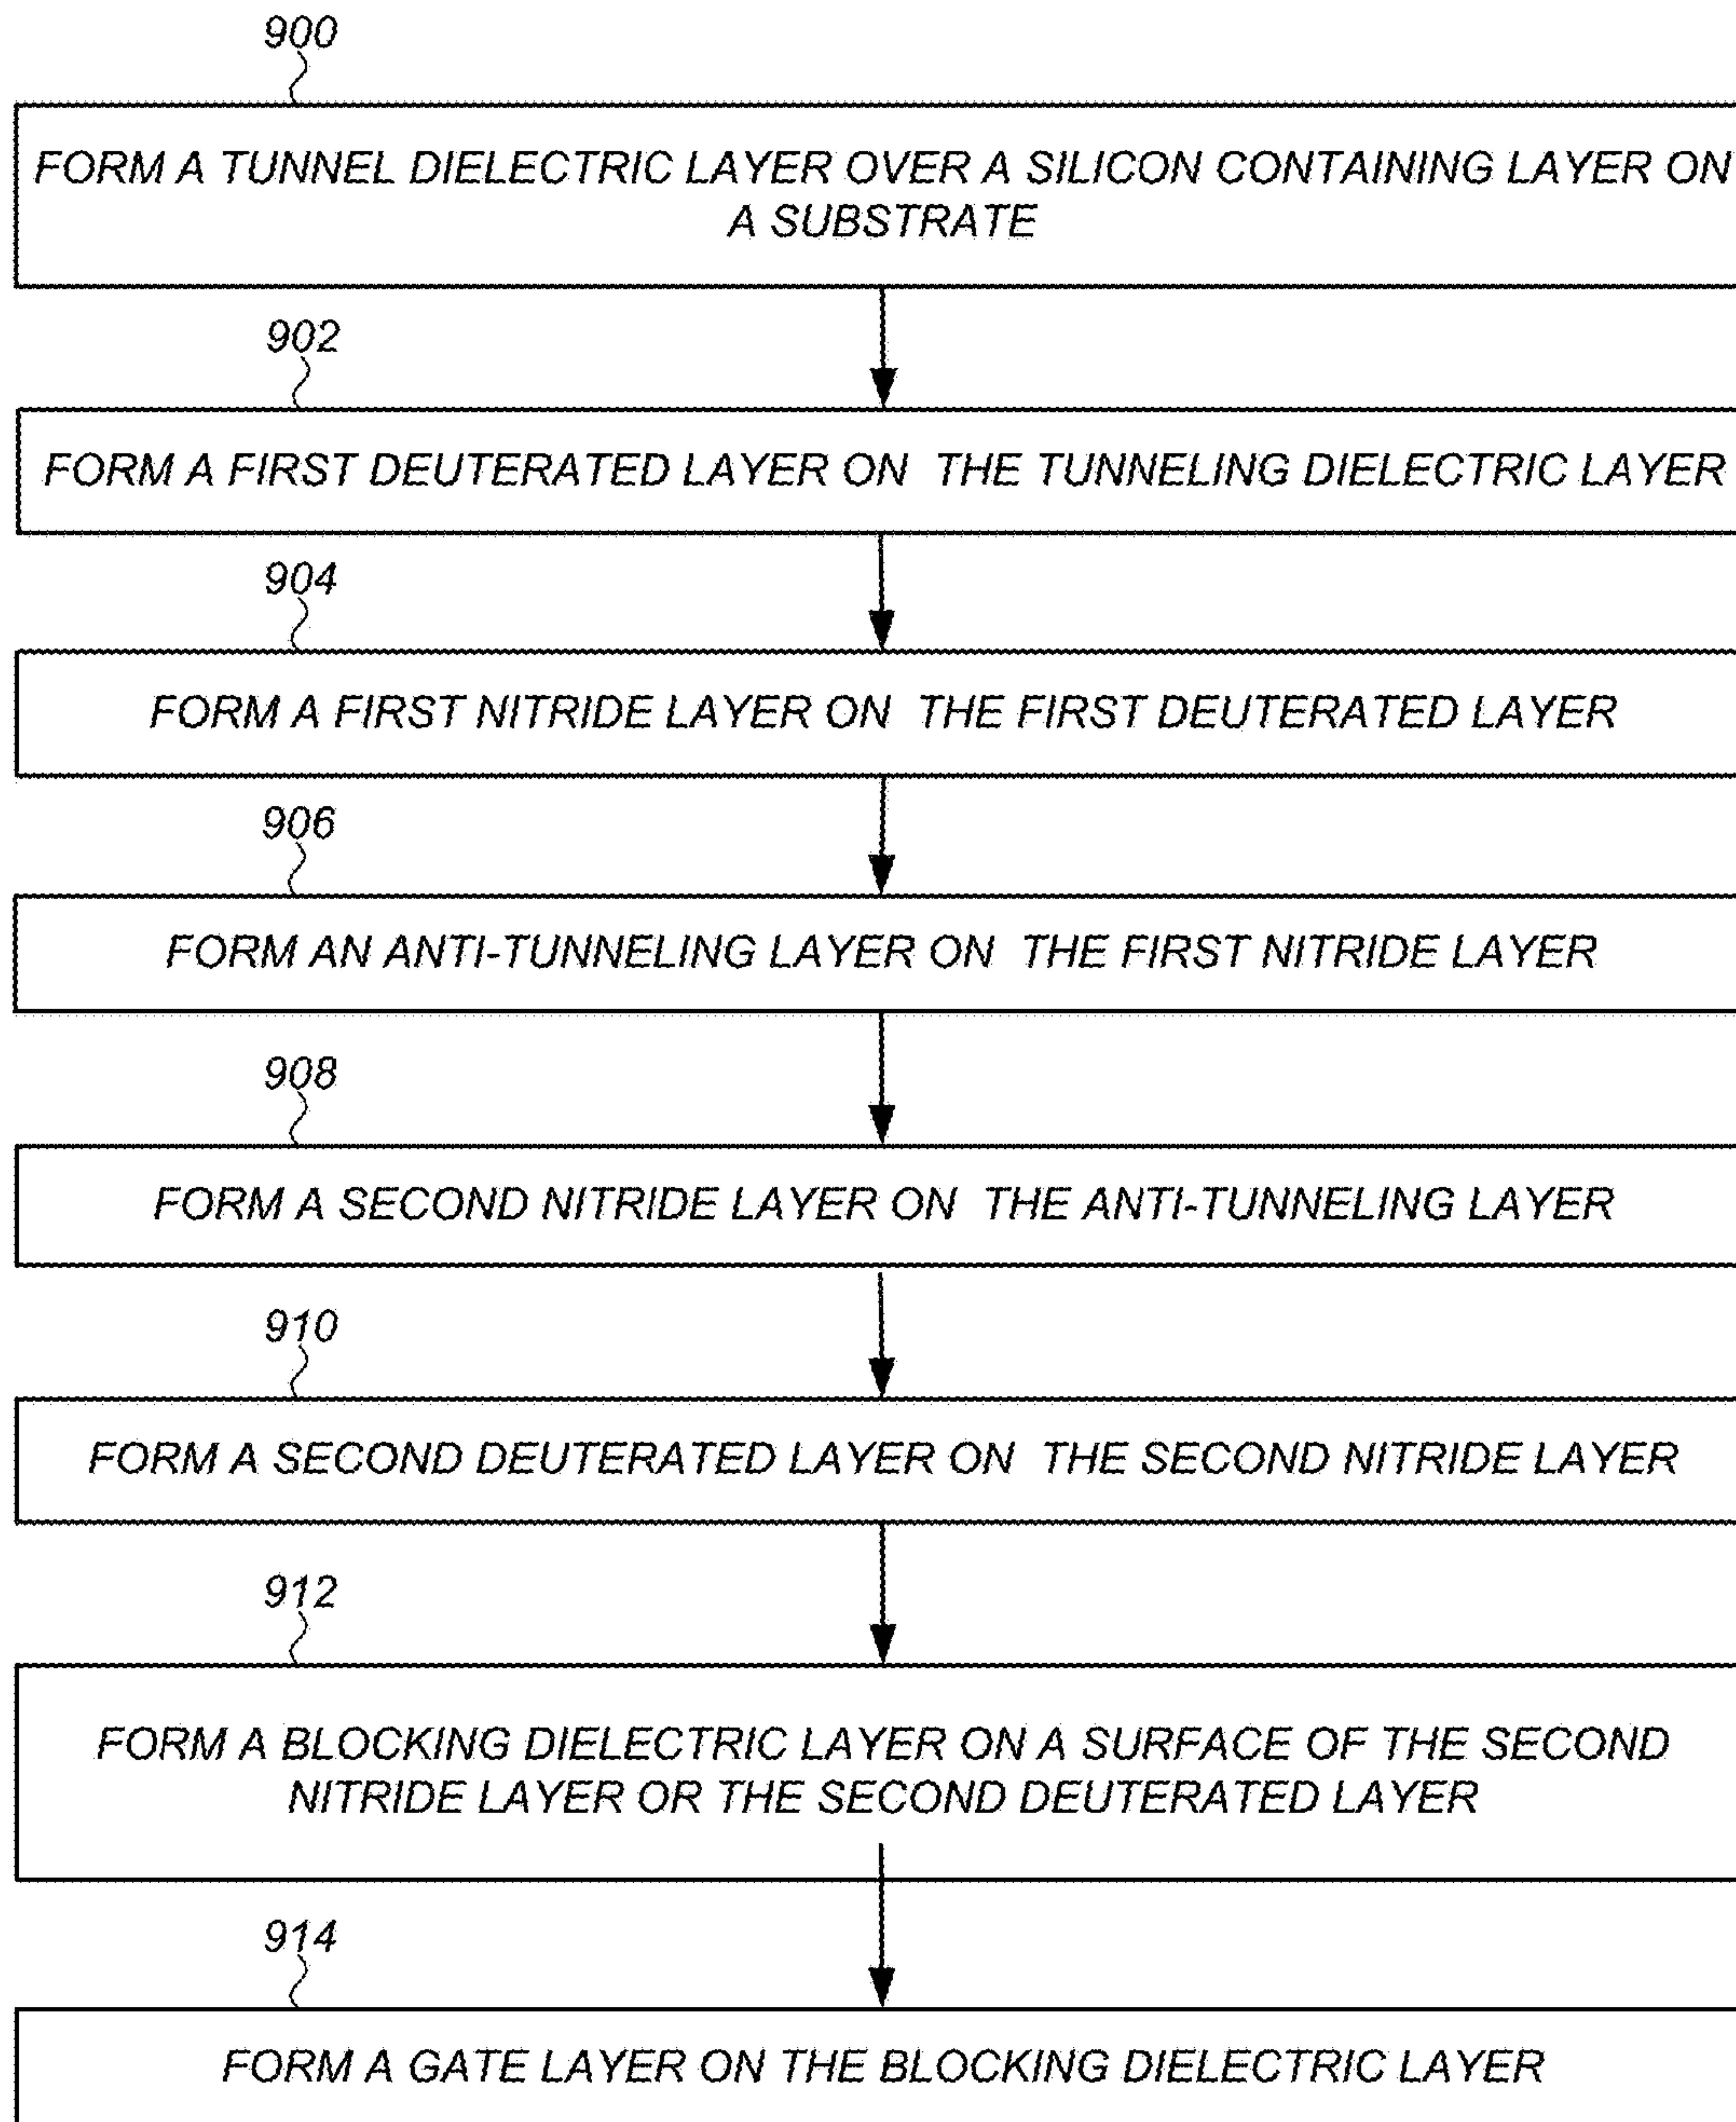 900
FORM A TUNNEL DIELECTRIC LAYER OVER A SILICON CONTAINING LAYER ON
A SUBSTRATE
902
FORM A FIRST DEUTERATED LAYER ON THE TUNNELING DIELECTRIC LAYER
904
FORM A FIRST NITRIDE LAYER ON THE FIRST DEUTERATED LAYER
906
FORM AN ANTI-TUNNELING LAYER ON THE FIRST NITRIDE LAYER
908
FORM A SECOND NITRIDE LAYER ON THE ANTI-TUNNELING LAYER
910
FORM A SECOND DEUTERATED LAYER ON THE SECOND NITRIDE LAYER
912
FORM A BLOCKING DIELECTRIC LAYER ON A SURFACE OF THE SECOND
NITRIDE LAYER OR THE SECOND DEUTERATED LAYER
914
FORM A GATE LAYER ON THE BLOCKING DIELECTRIC LAYER